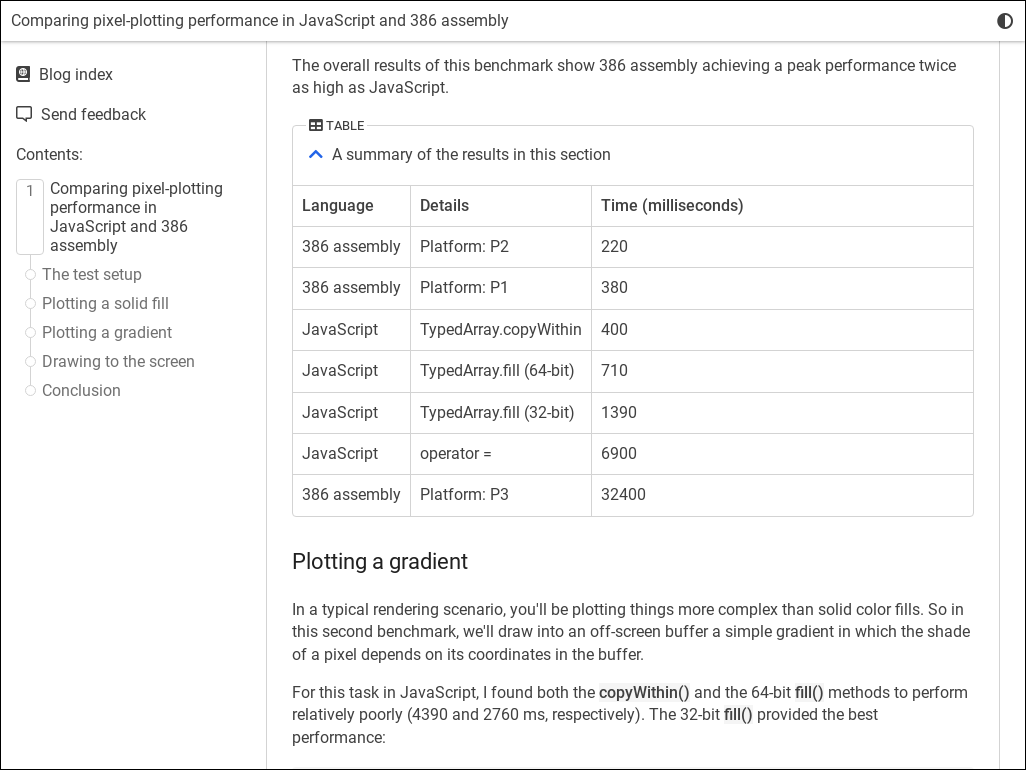 Comparing pixel-plotting performance in JavaScript and 386 assembly
Blog index
Send feedback
Contents:
1
Comparing pixel-plotting
performance in
JavaScript and 386
assembly
The test setup
Plotting a solid fill
Plotting a gradient
Drawing to the screen
Conclusion
The overall results of this benchmark show 386 assembly achieving a peak performance twice
as high as JavaScript.
TABLE
A summary of the results in this section
Language Details Time (milliseconds)
386 assembly Platform: P2 220
386 assembly Platform: P1 380
JavaScript TypedArray.copyWithin 400
JavaScript TypedArray.fill (64-bit) 710
JavaScript TypedArray.fill (32-bit) 1390
JavaScript operator = 6900
386 assembly Platform: P3 32400
Plotting a gradient
In a typical rendering scenario, you'll be plotting things more complex than solid color fills. So in
this second benchmark, we'll draw into an off-screen buffer a simple gradient in which the shade
of a pixel depends on its coordinates in the buffer.
For this task in JavaScript, I found both the copyWithin() and the 64-bit fill() methods to perform
relatively poorly (4390 and 2760 ms, respectively). The 32-bit fill() provided the best
performance: